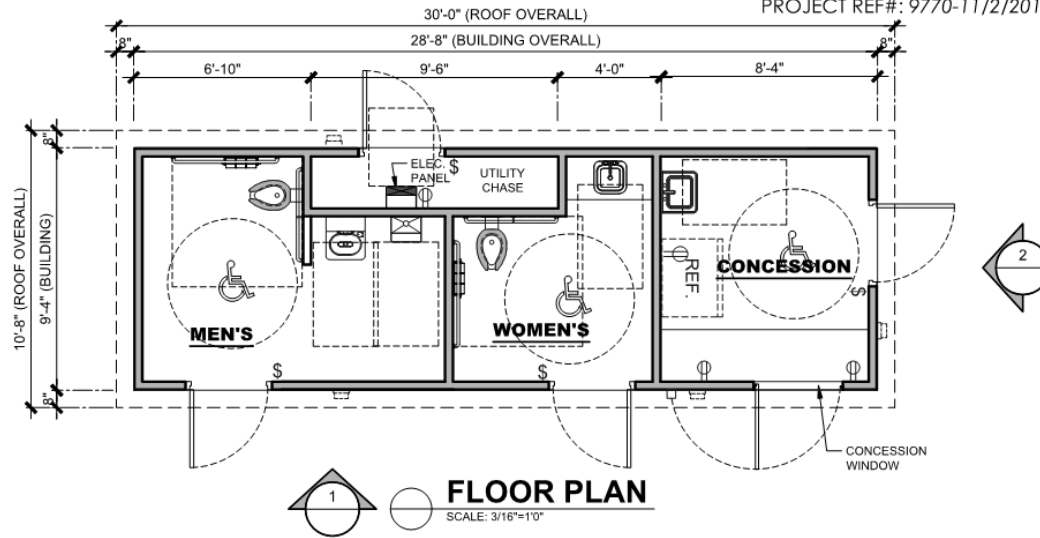 PROJECT REF#: 9770-11/2/201
30'-0" (ROOF OVERALL)
28'-8" (BUILDING OVERALL)
8"
8"
6'-10"
9'-6"
4'-0"
8'-4"
8"
10'-8" (ROOF OVERALL)
9'-4" (BUILDING)
8"
ELEC.
PANEL
$
UTILITY
CHASE
REF.
CONCESSION
$
MEN'S
WOMEN'S
$
$
2
CONCESSION
WINDOW
1
FLOOR PLAN
SCALE: 3/16"=1'0"